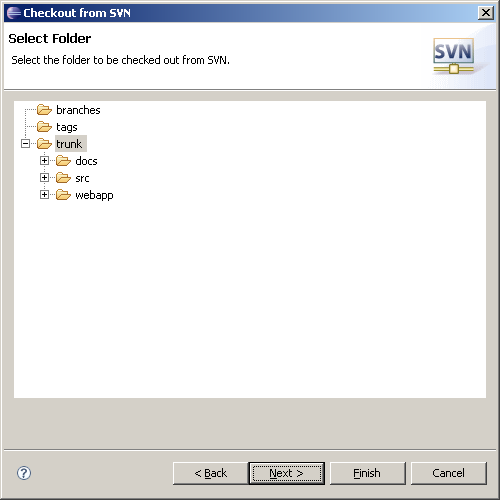 Checkout from SVN
Select Folder
Select the folder to be checked out from SVN.
SVN
branches
tags
trunk
docs
src
webapp
?
< Back
Next >
Finish
Cancel